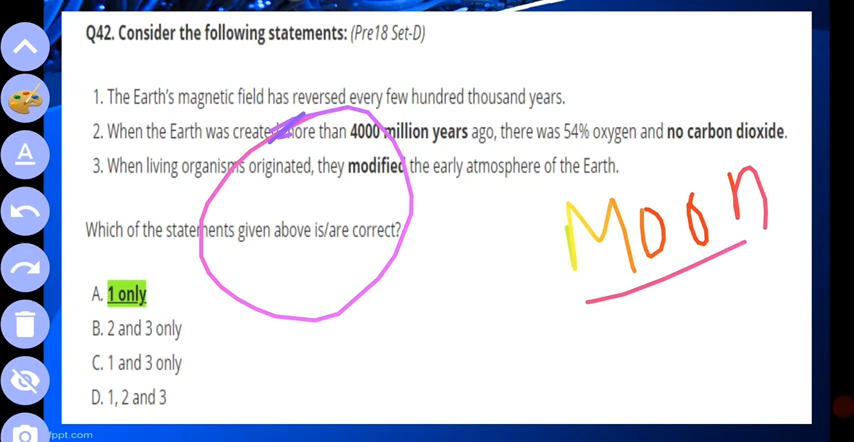 Q42. Consider the following statements: (Pre18 Set-D)
1. The Earth's magnetic field has reversed every few hundred thousand years.
2. When the Earth was created more than 4000 million years ago, there was 54% oxygen and no carbon dioxide.
3. When living organisms originated, they modified the early atmosphere of the Earth.
Moon
Which of the statements given above is/are correct?
A. 1 only
B. 2 and 3 only
C. 1 and 3 only
D. 1, 2 and 3
A
fppt.com